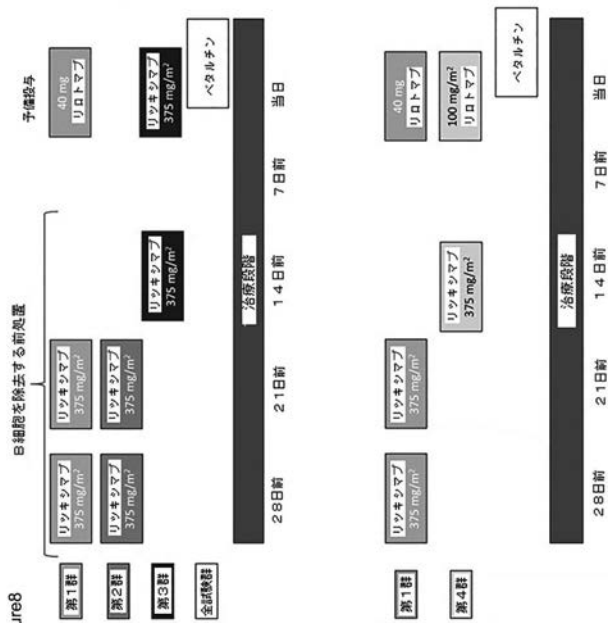 ure8
B細胞を除去する前処置
予備投与
第1群
リツキシマブ
375 mg/m²
リツキシマブ
375 mg/m²
40 mg
リロトマブ
第2群
リツキシマブ
375 mg/m²
リツキシマブ
375 mg/m²
第3群
リツキシマブ
375 mg/m²
リツキシマブ
375 mg/m²
全試験群
ベタルチン
治療段階
28日前
21日前
14日前
7日前
当日
第1群
リツキシマブ
375 mg/m²
リツキシマブ
375 mg/m²
40 mg
リロトマブ
第4群
リツキシマブ
375 mg/m²
100 mg/m²
リロトマブ
ベタルチン
治療段階
28日前
21日前
14日前
7日前
当日